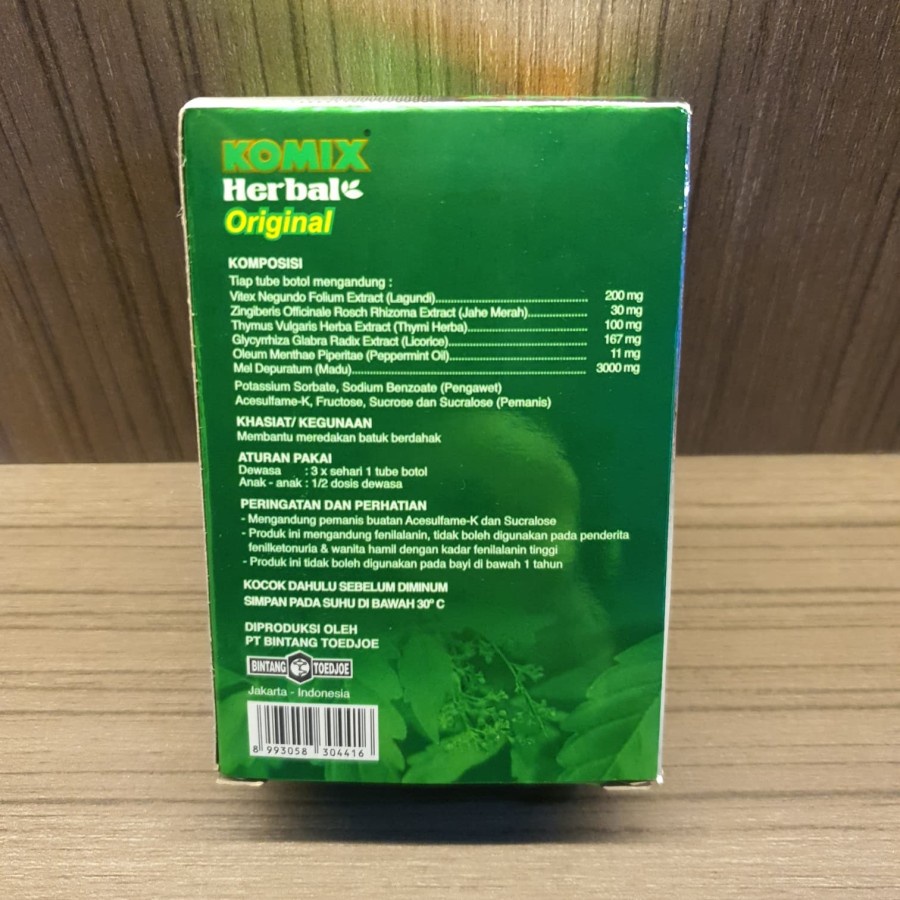 KOMIX®
Herbal
Original
KOMPOSISI
Tiap tube botol mengandung :
Vitex Negundo Folium Extract (Lagundi)........................................ 200 mg
Zingiberis Officinale Rosch Rhizoma Extract (Jahe Merah)............... 30 mg
Thymus Vulgaris Herba Extract (Thymi Herba)............................... 100 mg
Glycyrrhiza Glabra Radix Extract (Licorice).................................... 167 mg
Oleum Menthae Piperitae (Peppermint Oil).................................... 11 mg
Mel Depuratum (Madu)............................................................... 3000 mg
Potassium Sorbate, Sodium Benzoate (Pengawet)
Acesulfame-K, Fructose, Sucrose dan Sucralose (Pemanis)
KHASIAT/ KEGUNAAN
Membantu meredakan batuk berdahak
ATURAN PAKAI
Dewasa : 3 x sehari 1 tube botol
Anak - anak : 1/2 dosis dewasa
PERINGATAN DAN PERHATIAN
- Mengandung pemanis buatan Acesulfame-K dan Sucralose
- Produk ini mengandung fenilalanin, tidak boleh digunakan pada penderita
fenilketonuria & wanita hamil dengan kadar fenilalanin tinggi
- Produk ini tidak boleh digunakan pada bayi di bawah 1 tahun
KOCOK DAHULU SEBELUM DIMINUM
SIMPAN PADA SUHU DI BAWAH 30° C
DIPRODUKSI OLEH
PT BINTANG TOEDJOE
BINTANG TOEDJOE
Jakarta - Indonesia
8 993058 304416